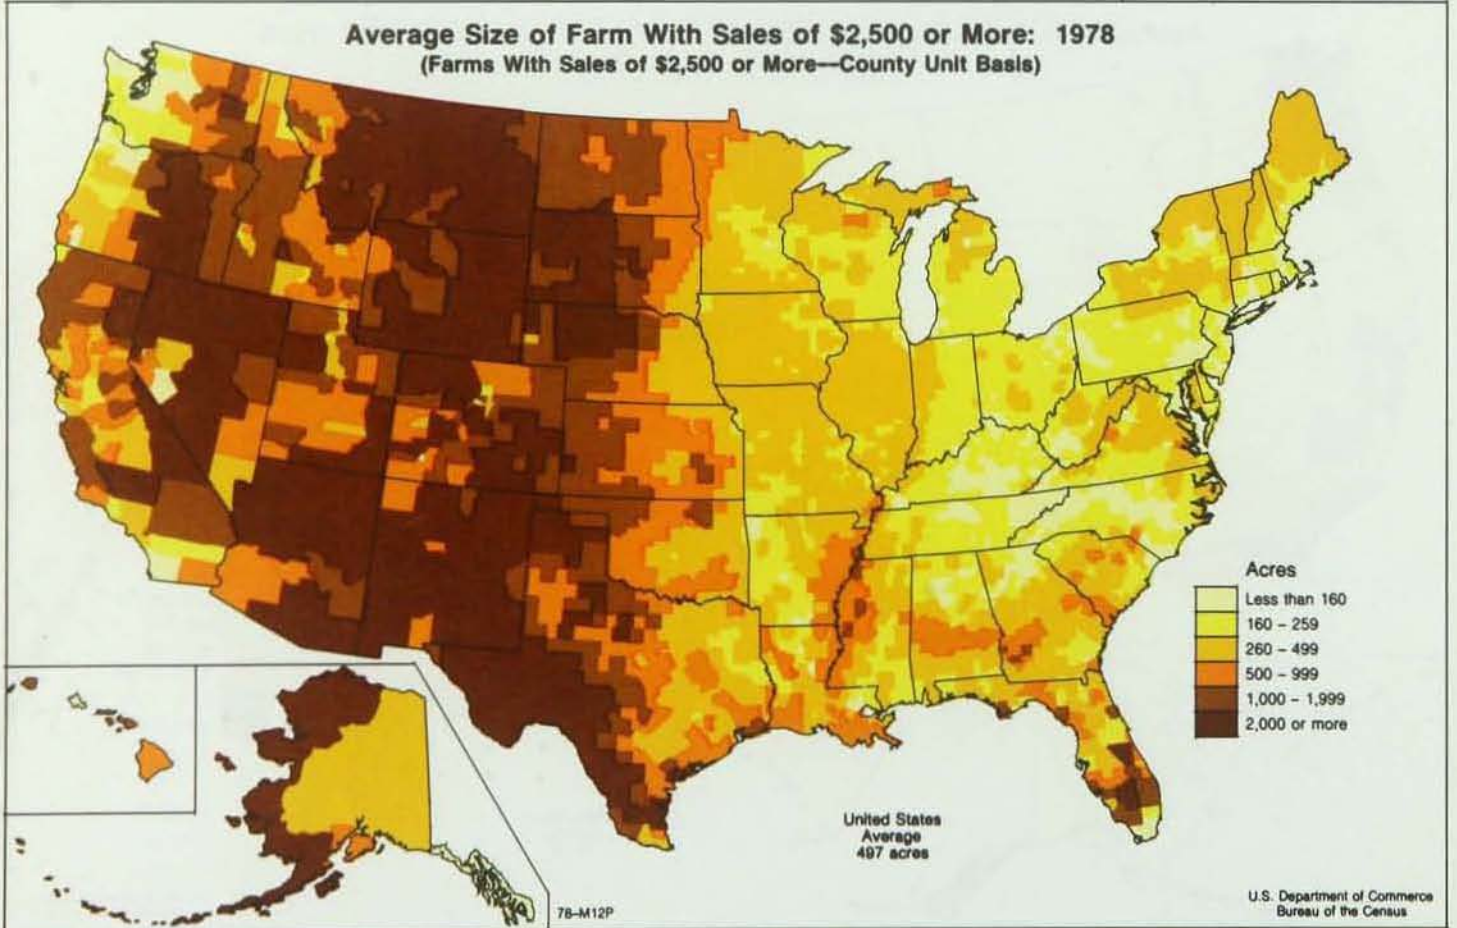 Average Size of Farm With Sales of $2,500 or More: 1978
(Farms With Sales of $2,500 or More—County Unit Basis)
Acres
Less than 160
160 – 259
260 – 499
500 – 999
1,000 – 1,999
2,000 or more
United States
Average
497 acres
78-M12P
U.S. Department of Commerce
Bureau of the Census